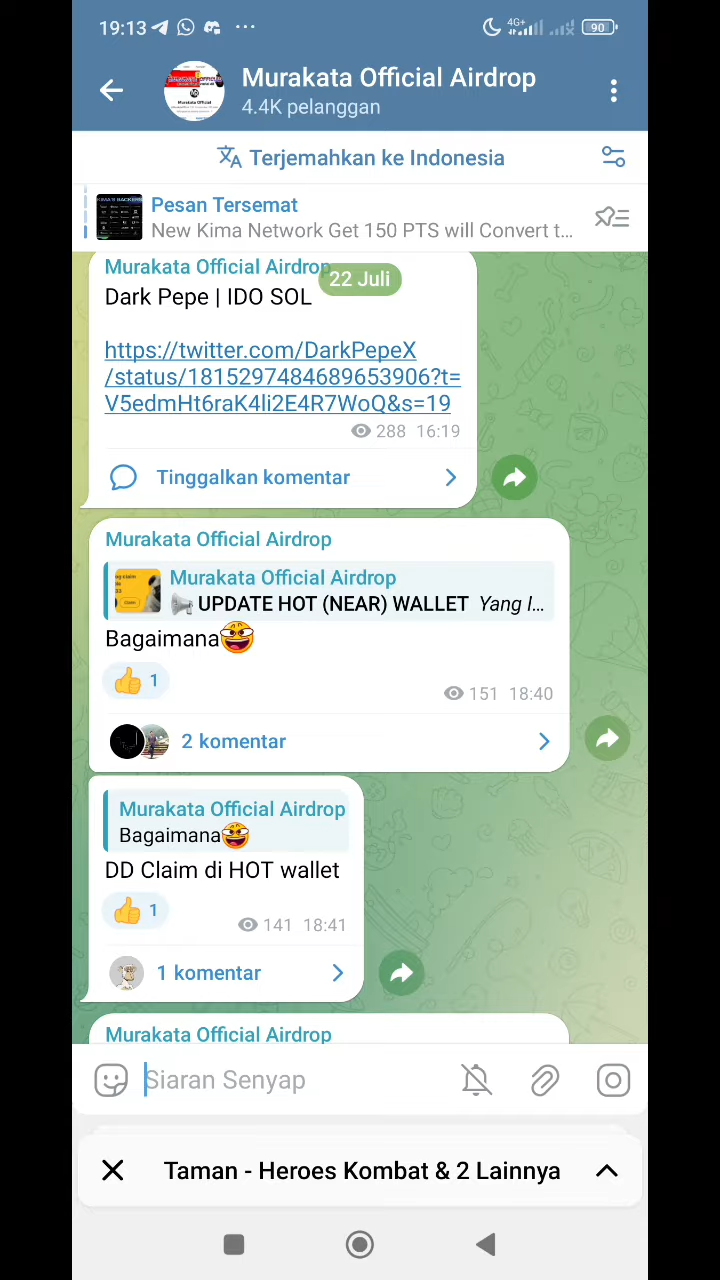 19:13
4G+
90
Murakata Official Airdrop
4.4K pelanggan
Terjemahkan ke Indonesia
Pesan Tersemat
New Kima Network Get 150 PTS will Convert t...
Murakata Official Airdrop
22 Juli
Dark Pepe | IDO SOL
https://twitter.com/DarkPepeX
/status/1815297484689653906?t=
V5edmHt6raK4li2E4R7WoQ&s=19
288 16:19
Tinggalkan komentar
Murakata Official Airdrop
Murakata Official Airdrop
UPDATE HOT (NEAR) WALLET Yang l...
Bagaimana
1
151 18:40
2 komentar
Murakata Official Airdrop
Bagaimana
DD Claim di HOT wallet
1
141 18:41
1 komentar
Murakata Official Airdrop
Siaran Senyap
Taman - Heroes Kombat & 2 Lainnya